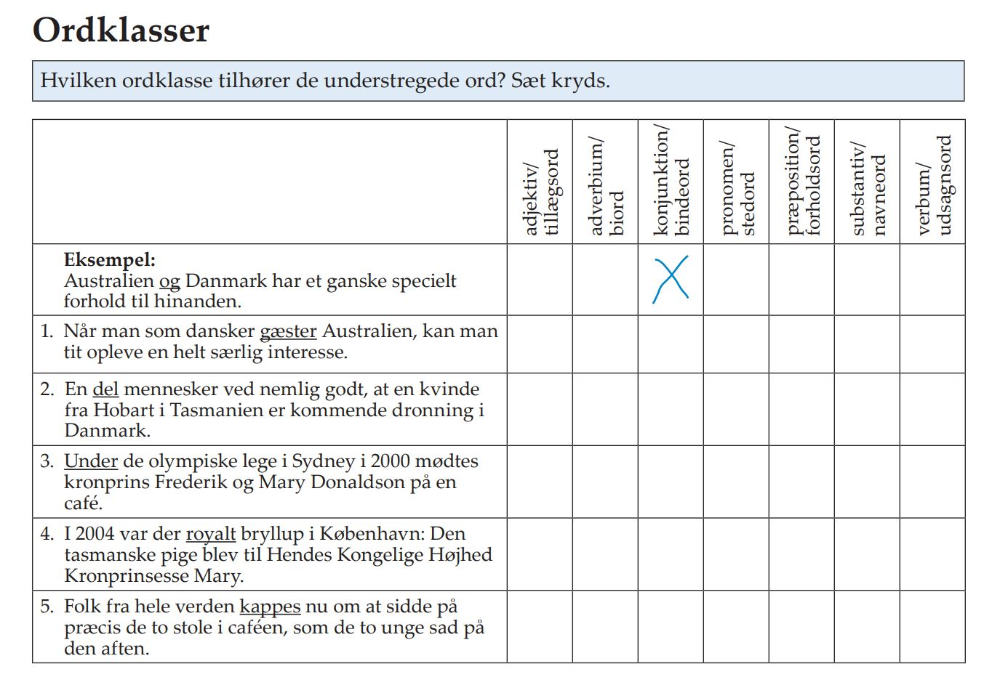 Ordklasser
Hvilken ordklasse tilhører de understregede ord? Sæt kryds.
adjektiv/
tillægsord
adverbium/
biord
konjunktion/
bindeord
pronomen/
stedord
præposition/
forholdsord
substantiv/
navneord
verbum/
udsagnsord
Eksempel:
Australien og Danmark har et ganske specielt
forhold til hinanden.
1. Når man som dansker gæster Australien, kan man
tit opleve en helt særlig interesse.
2. En del mennesker ved nemlig godt, at en kvinde
fra Hobart i Tasmanien er kommende dronning i
Danmark.
3. Under de olympiske lege i Sydney i 2000 mødtes
kronprins Frederik og Mary Donaldson på en
café.
4. I 2004 var der royalt bryllup i København: Den
tasmanske pige blev til Hendes Kongelige Højhed
Kronprinsesse Mary.
5. Folk fra hele verden kappes nu om at sidde på
præcis de to stole i caféen, som de to unge sad på
den aften.